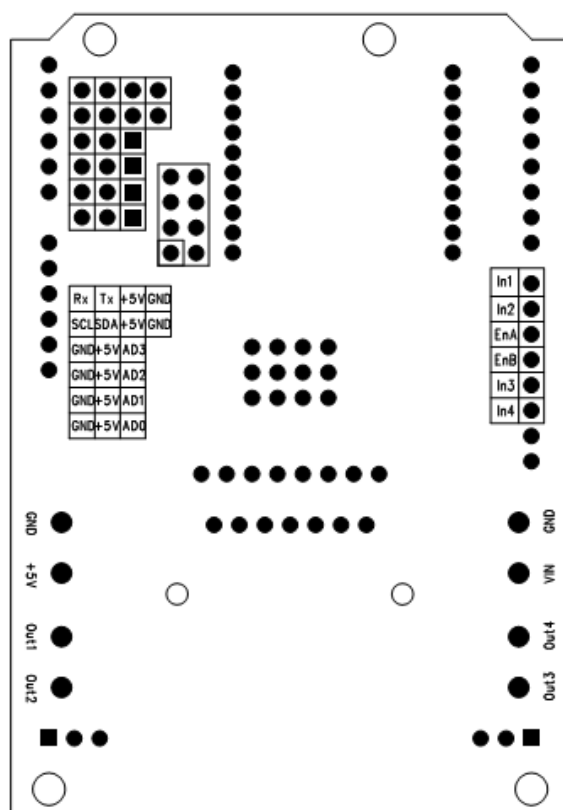 In1
In2
EnA
EnB
In3
In4
Rx Tx +5V GND
SCL SDA +5V GND
GND +5V AD3
GND +5V AD2
GND +5V AD1
GND +5V AD0
GND
+5V
Out1
Out2
GND
VIN
Out4
Out3